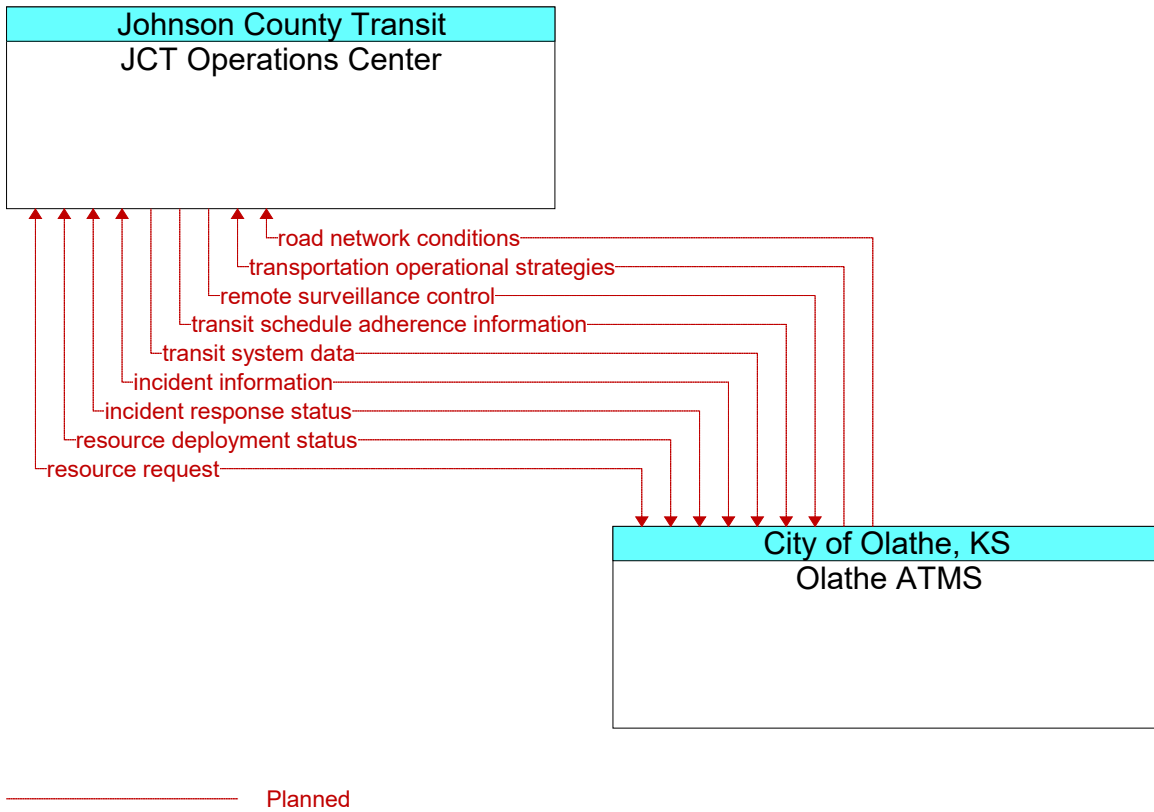 Johnson County Transit
JCT Operations Center
road network conditions
transportation operational strategies
remote surveillance control
transit schedule adherence information
transit system data
incident information
incident response status
resource deployment status
resource request
City of Olathe, KS
Olathe ATMS
Planned